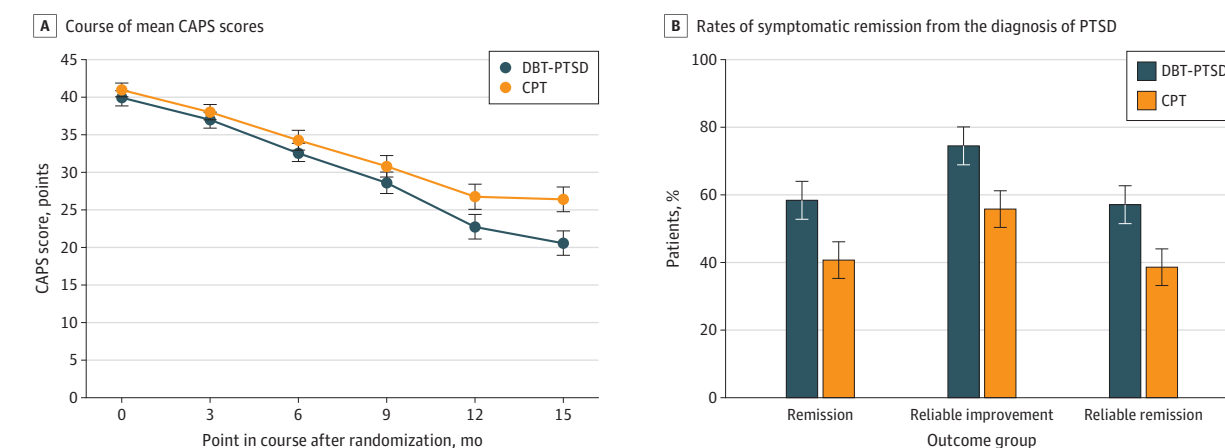 A Course of mean CAPS scores
45
40
35
30
25
20
15
10
5
0
CAPS score, points
0 3 6 9 12 15
Point in course after randomization, mo
DBT-PTSD
CPT
B Rates of symptomatic remission from the diagnosis of PTSD
100
80
60
40
20
0
Patients, %
Remission Reliable improvement Reliable remission
Outcome group
DBT-PTSD
CPT